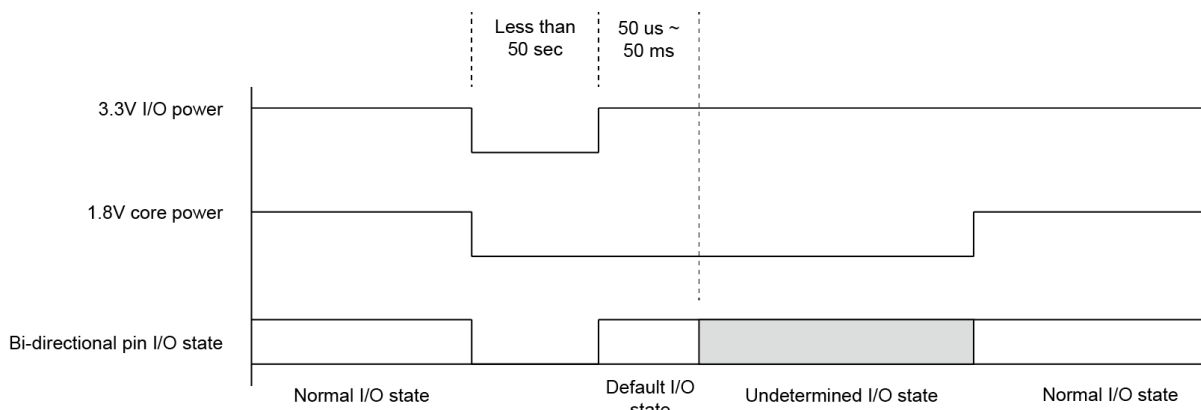 Less than
50 sec
50 us ~
50 ms
3.3V I/O power
1.8V core power
Bi-directional pin I/O state
Normal I/O state
Default I/O
state
Undetermined I/O state
Normal I/O state